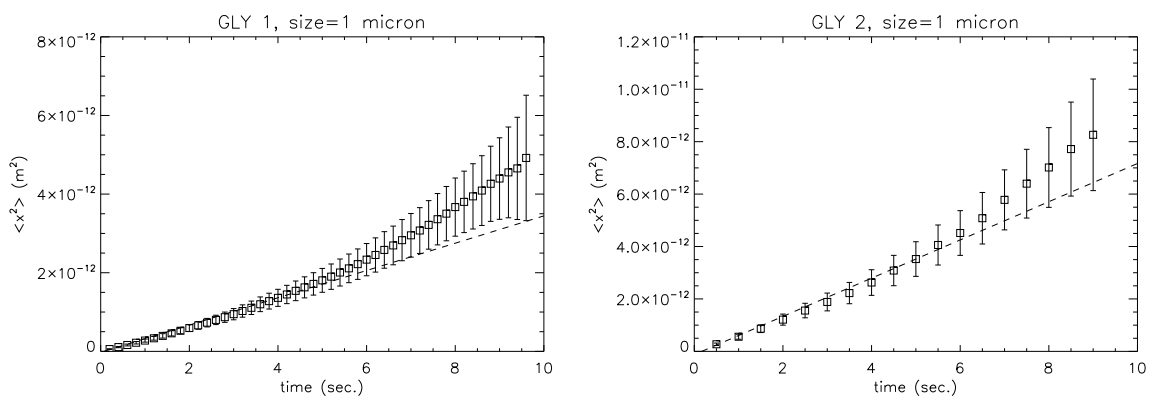 GLY 1, size=1 micron
8×10⁻¹²
6×10⁻¹²
4×10⁻¹²
2×10⁻¹²
0
<x²> (m²)
0 2 4 6 8 10
time (sec.)
GLY 2, size=1 micron
1.2×10⁻¹¹
1.0×10⁻¹¹
8.0×10⁻¹²
6.0×10⁻¹²
4.0×10⁻¹²
2.0×10⁻¹²
0
<x²> (m²)
0 2 4 6 8 10
time (sec.)